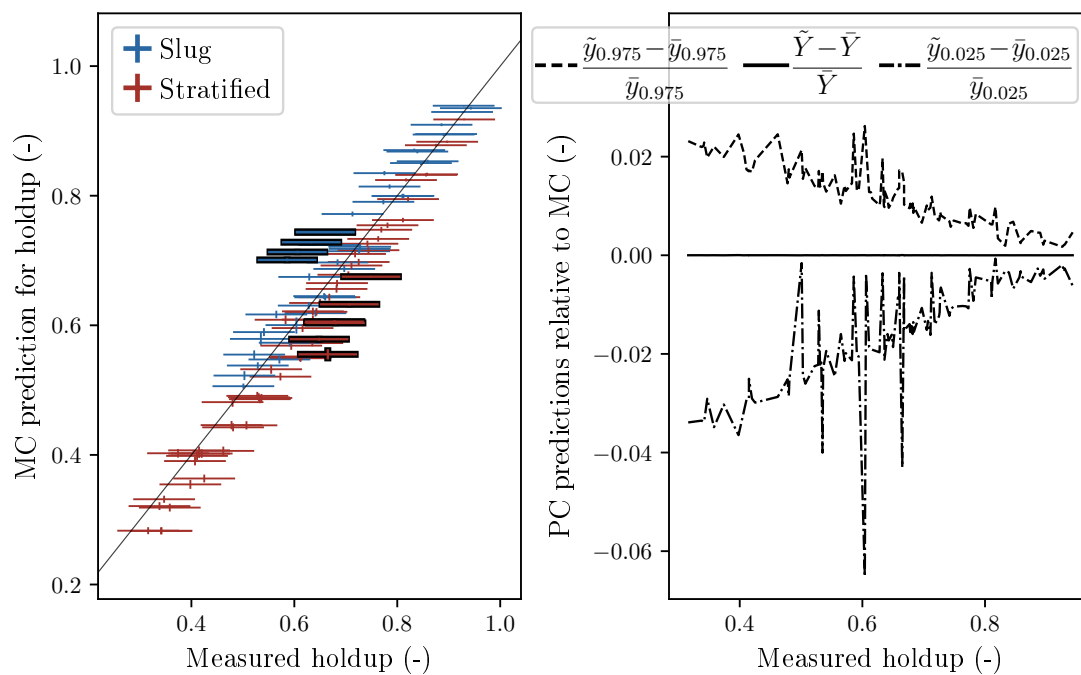 MC prediction for holdup (-)
1.0
0.8
0.6
0.4
0.2
Slug
Stratified
0.4 0.6 0.8 1.0
Measured holdup (-)
PC predictions relative to MC (-)
0.02
0.00
−0.02
−0.04
−0.06
ỹ0.975−ȳ0.975 Ỹ−Ȳ ỹ0.025−ȳ0.025
ȳ0.975 Ȳ ȳ0.025
0.4 0.6 0.8
Measured holdup (-)